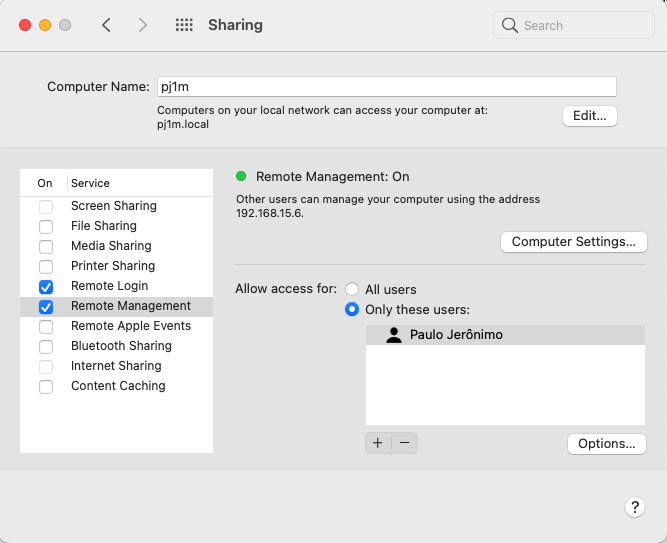 Sharing
Search
Computer Name:
pj1m
Computers on your local network can access your computer at:
pj1m.local
Edit...
On
Service
Screen Sharing
File Sharing
Media Sharing
Printer Sharing
Remote Login
Remote Management
Remote Apple Events
Bluetooth Sharing
Internet Sharing
Content Caching
Remote Management: On
Other users can manage your computer using the address
192.168.15.6.
Computer Settings...
Allow access for:
All users
Only these users:
Paulo Jerônimo
+ −
Options...
?